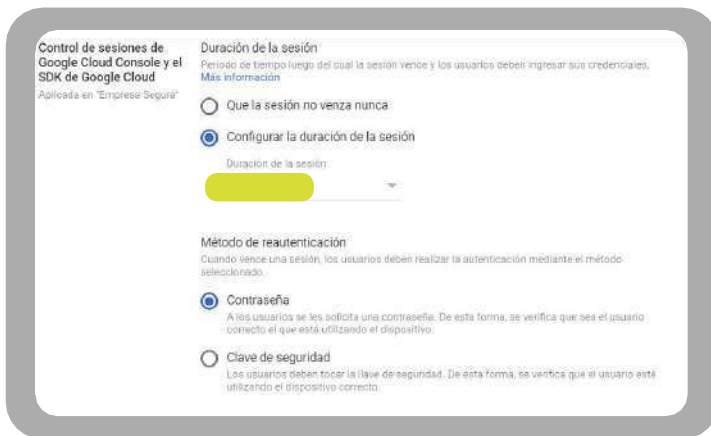 Control de sesiones de
Google Cloud Console y el
SDK de Google Cloud
Aplicada en "Empresa Segura"
Duración de la sesión
Período de tiempo luego del cual la sesión vence y los usuarios deben ingresar sus credenciales.
Más información
Que la sesión no venza nunca
Configurar la duración de la sesión
Duración de la sesión
Método de reautenticación
Cuando vence una sesión, los usuarios deben realizar la autenticación mediante el método
seleccionado.
Contraseña
A los usuarios se les solicita una contraseña. De esta forma, se verifica que sea el usuario
correcto el que está utilizando el dispositivo.
Clave de seguridad
Los usuarios deben tocar la llave de seguridad. De esta forma, se verifica que el usuario esté
utilizando el dispositivo correcto.